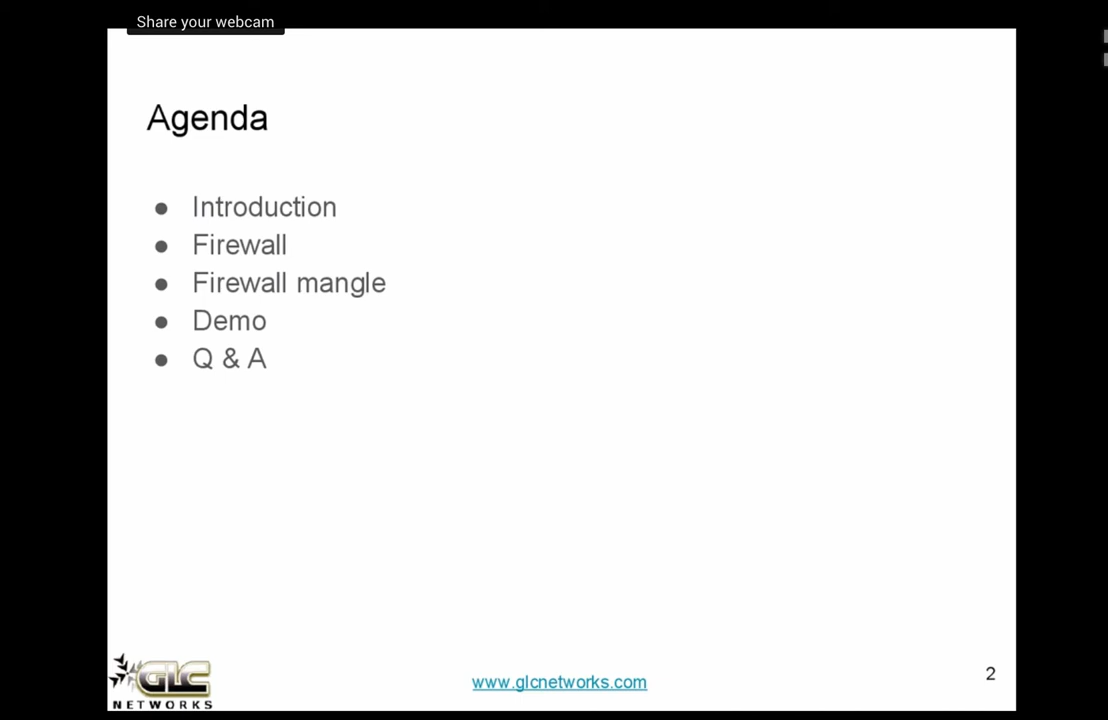 Share your webcam
Agenda
● Introduction
● Firewall
● Firewall mangle
● Demo
● Q & A
GLC
NETWORKS
www.glcnetworks.com
2